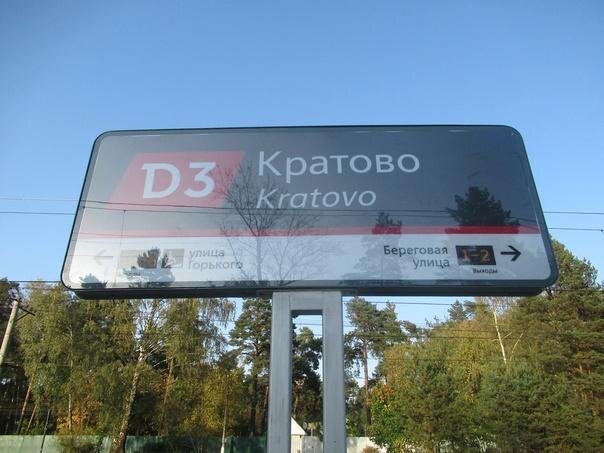 D3
Кратово
Kratovo
улица
Горького
Береговая
улица
1-2
Выходы